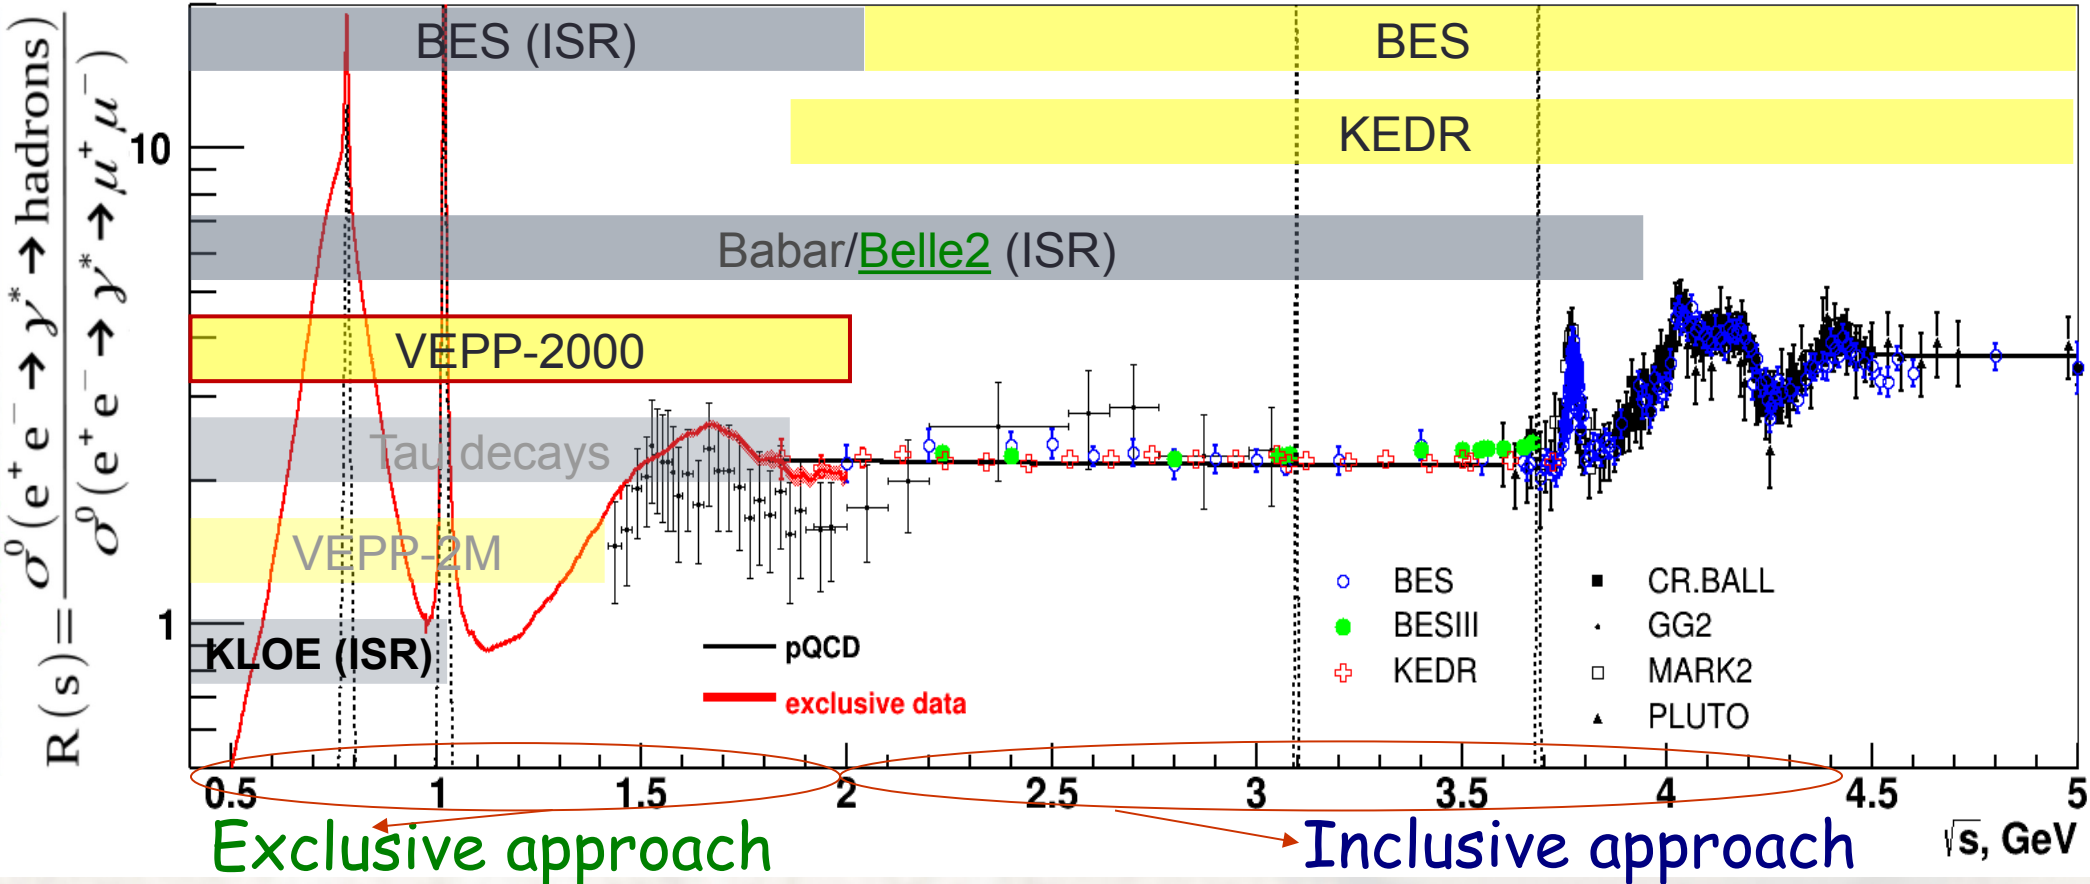 R(s) = σ⁰(e⁺e⁻ → γ* → hadrons) / σ⁰(e⁺e⁻ → γ* → μ⁺μ⁻)
BES (ISR)
BES
KEDR
10
Babar/Belle2 (ISR)
VEPP-2000
Tau decays
VEPP-2M
1
KLOE (ISR)
pQCD
exclusive data
BES
BESIII
KEDR
CR.BALL
GG2
MARK2
PLUTO
0.5 1 1.5 2 2.5 3 3.5 4 4.5 5
√s, GeV
Exclusive approach
Inclusive approach